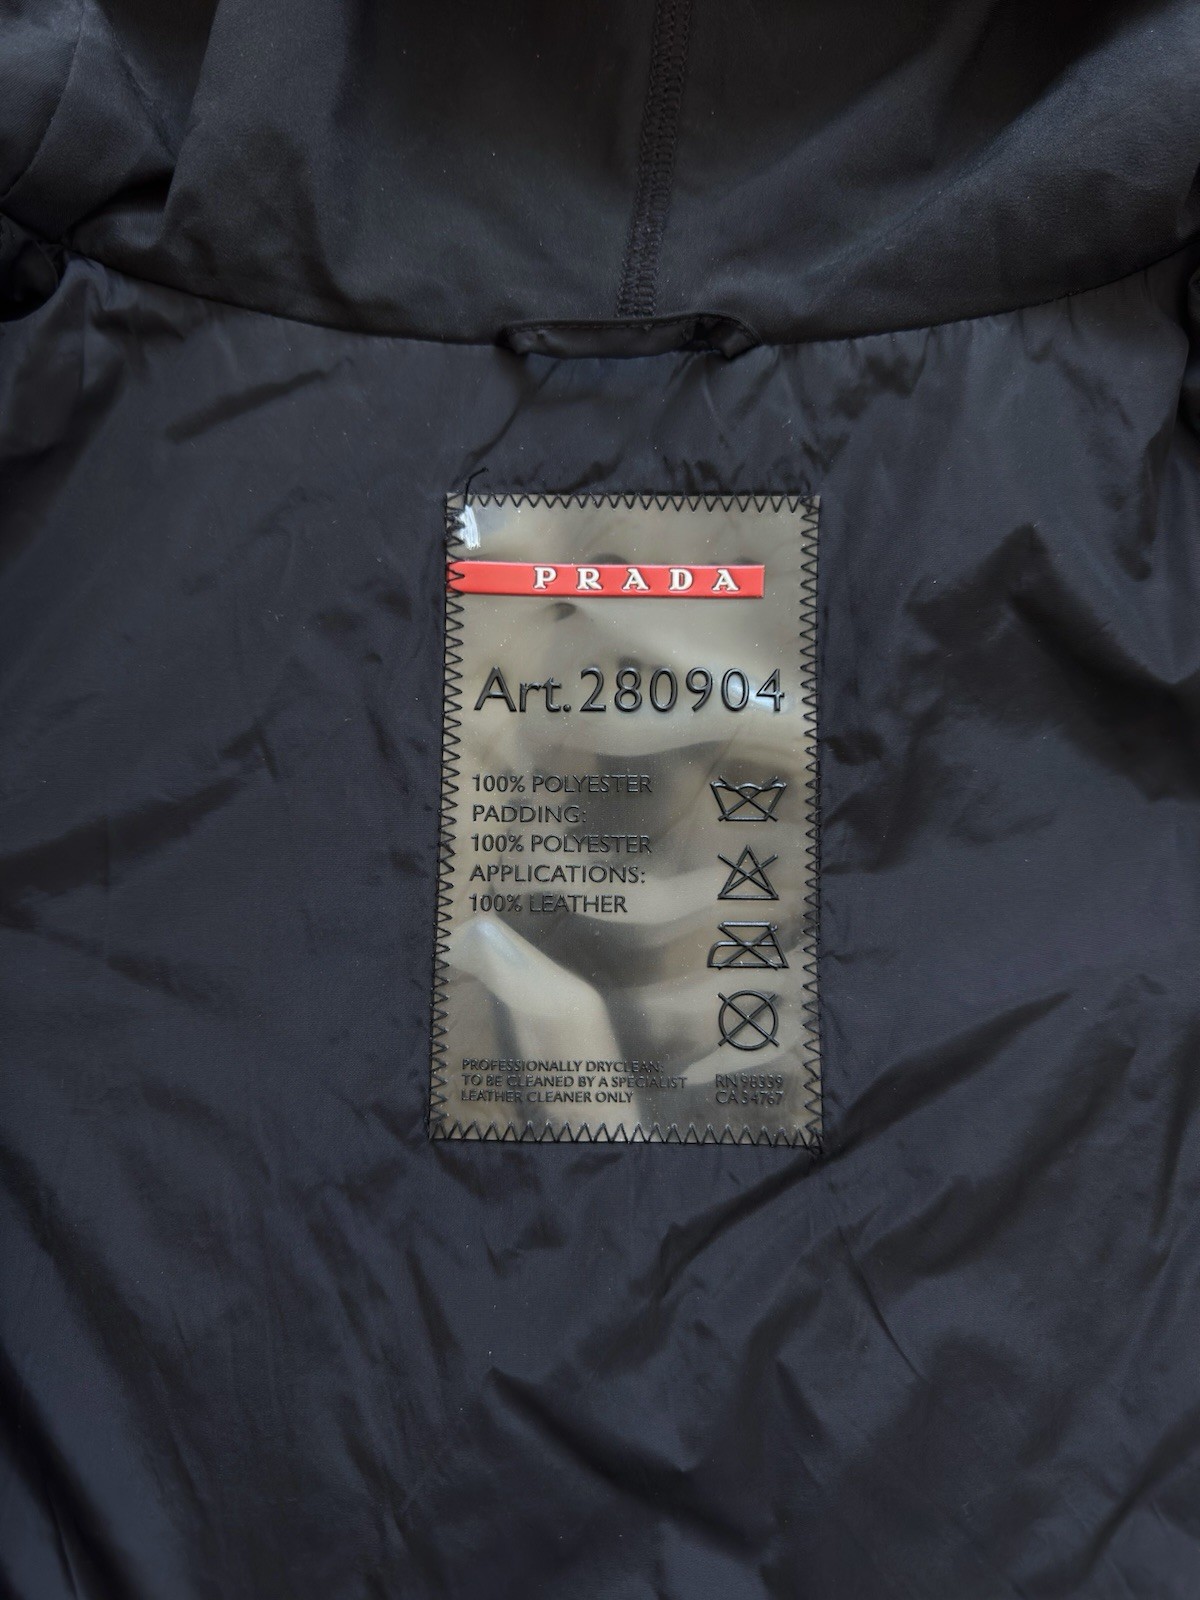 PRADA
Art.280904
100% POLYESTER
PADDING:
100% POLYESTER
APPLICATIONS:
100% LEATHER
PROFESSIONALLY DRYCLEAN:
TO BE CLEANED BY A SPECIALIST
LEATHER CLEANER ONLY
RN 98339
CA 54767